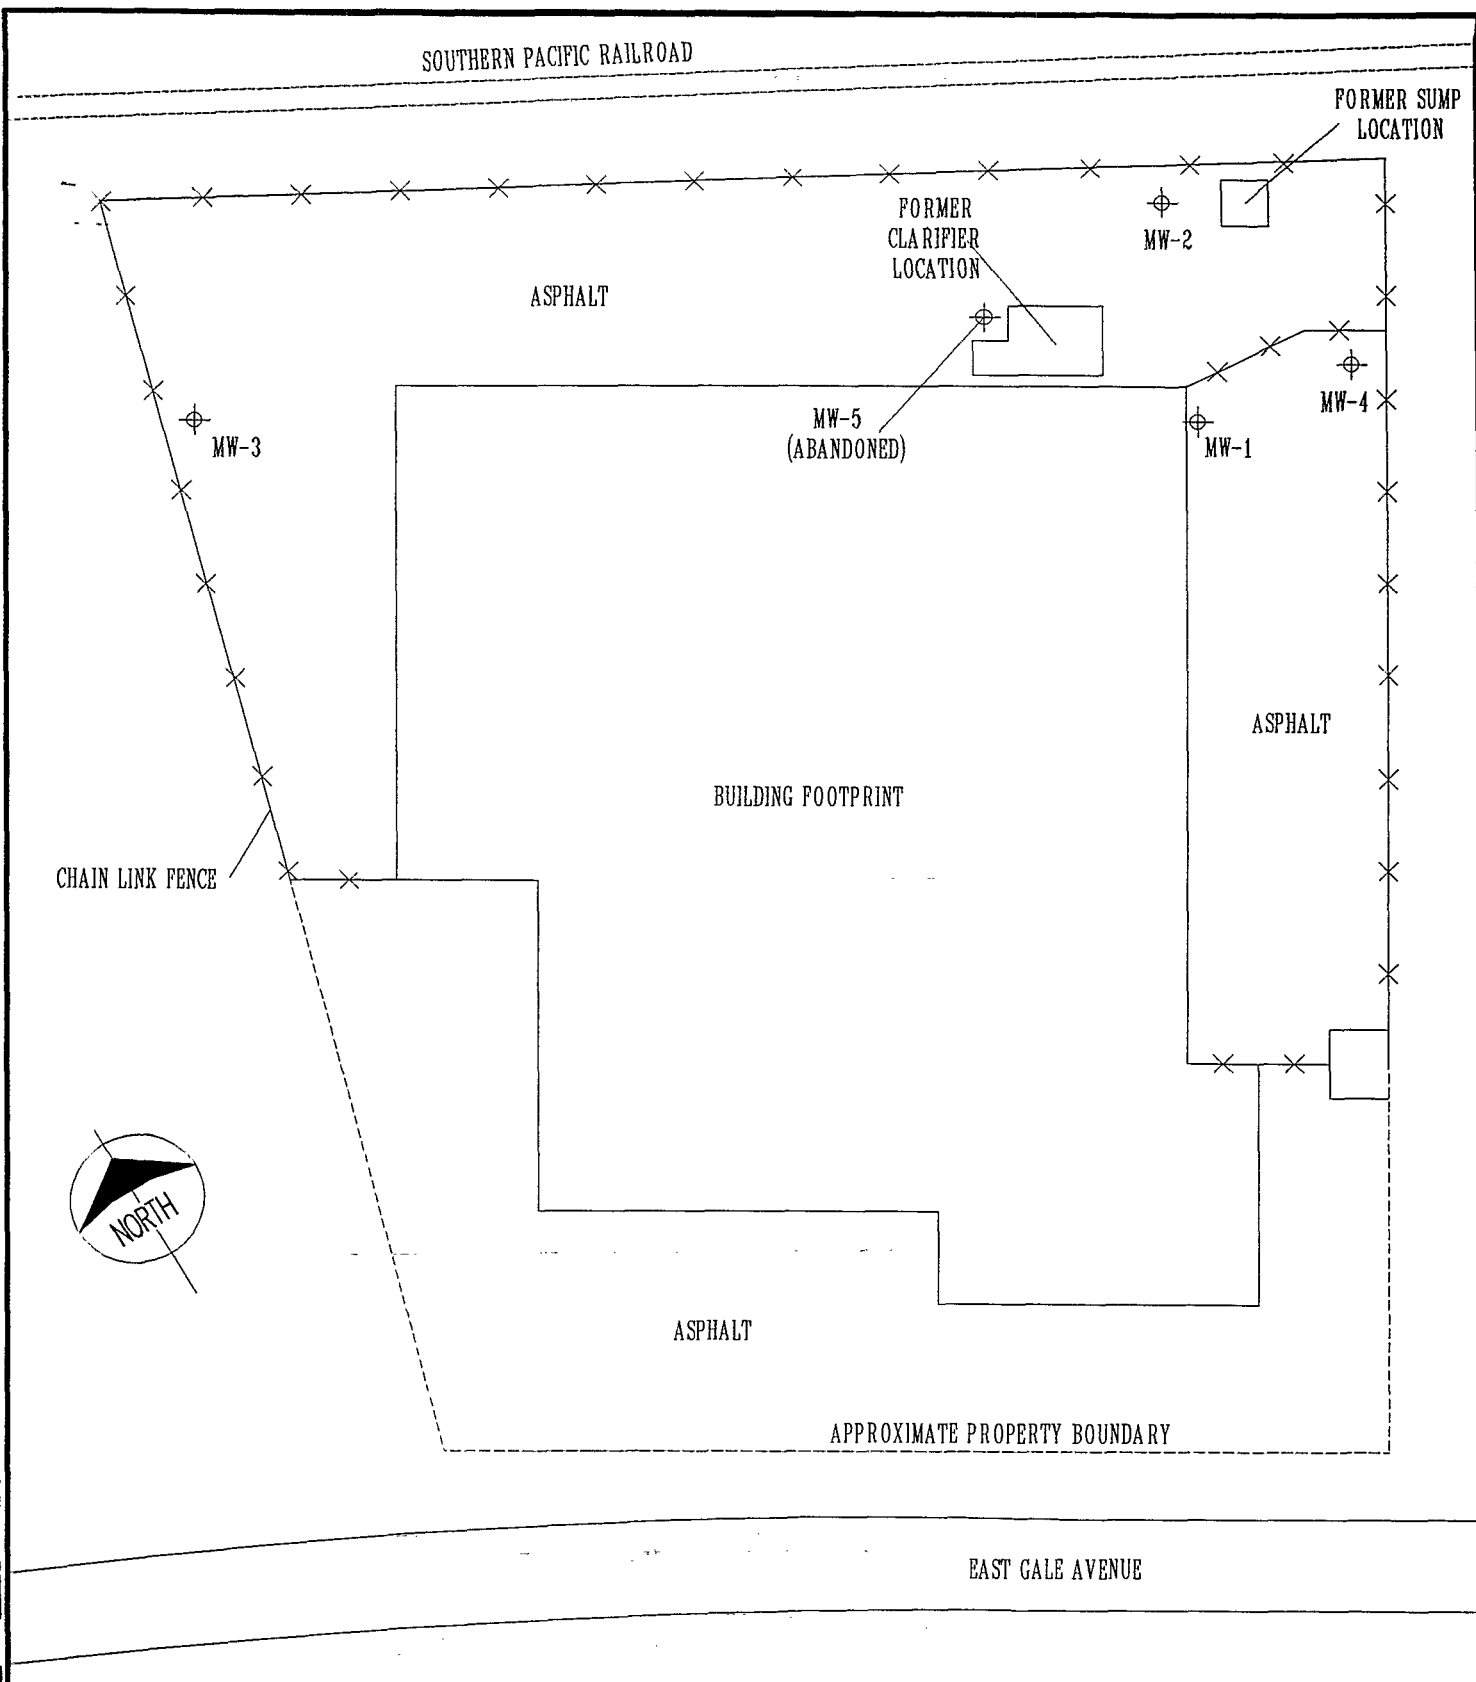 SOUTHERN PACIFIC RAILROAD
FORMER SUMP
LOCATION
FORMER
CLARIFIER
LOCATION
MW-2
ASPHALT
MW-4
MW-5
(ABANDONED)
MW-3
MW-1
ASPHALT
BUILDING FOOTPRINT
CHAIN LINK FENCE
NORTH
ASPHALT
APPROXIMATE PROPERTY BOUNDARY
EAST GALE AVENUE